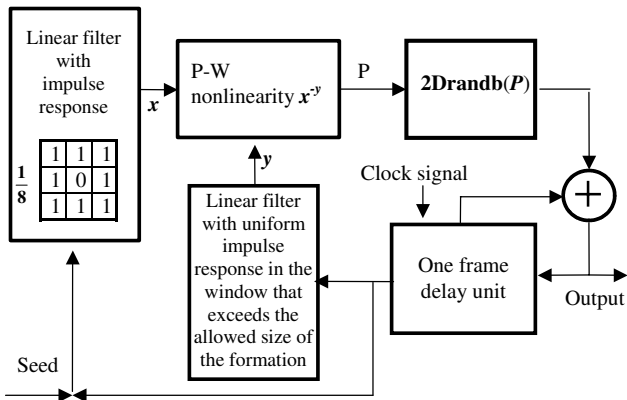 Linear filter
with
impulse
response
1
8
1 1 1
1 0 1
1 1 1
x
P-W
nonlinearity x^-y
P
2Drandb(P)
y
Clock signal
+
Linear filter
with uniform
impulse
response in the
window that
exceeds the
allowed size of
the formation
One frame
delay unit
Output
Seed